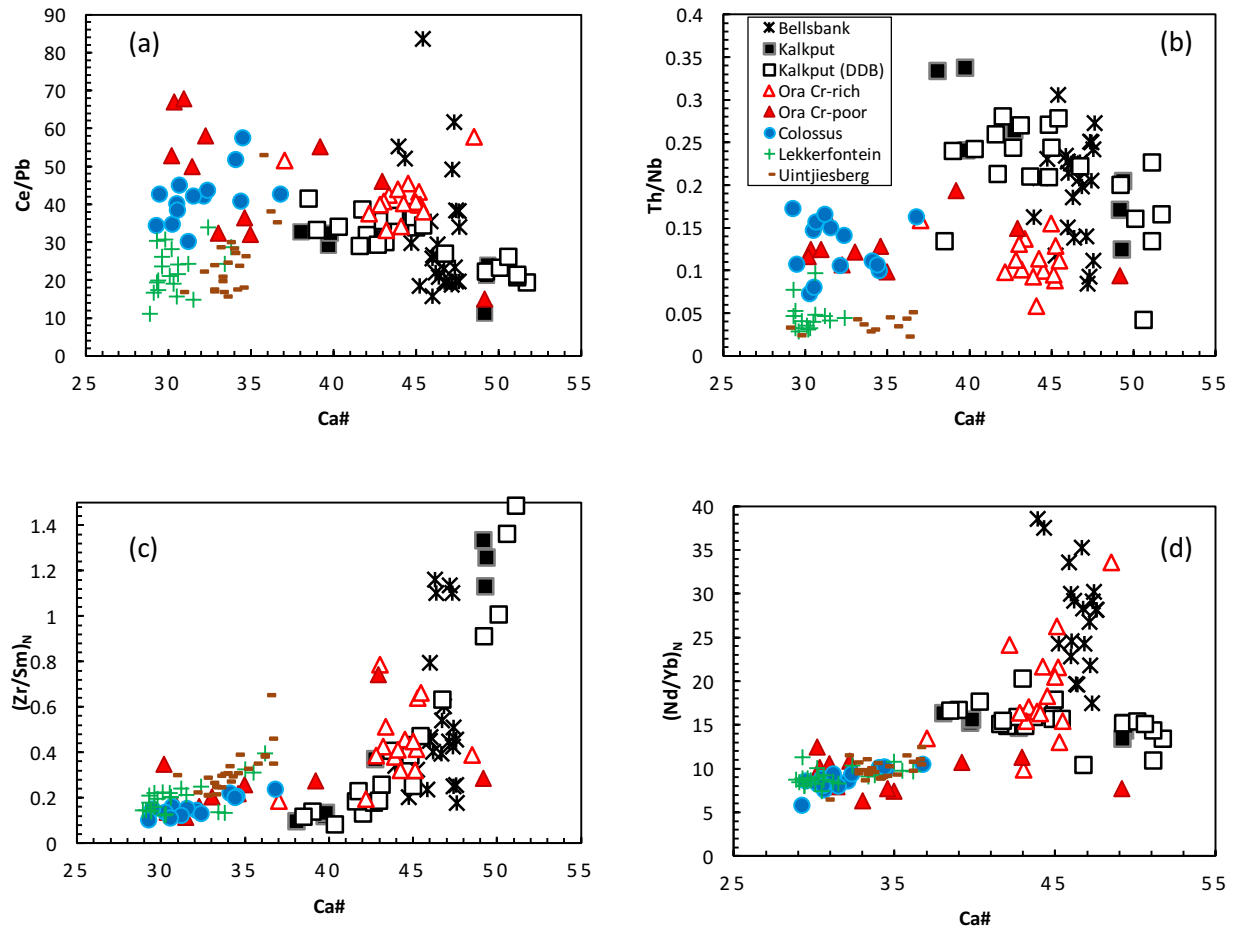 (a)
Ce/Pb
90
80
70
60
50
40
30
20
10
0
25 30 35 40 45 50 55
Ca#
(b)
Th/Nb
0.4
0.35
0.3
0.25
0.2
0.15
0.1
0.05
0
Bellsbank
Kalkput
Kalkput (DDB)
Ora Cr-rich
Ora Cr-poor
Colossus
Lekkerfontein
Uintjiesberg
25 30 35 40 45 50 55
Ca#
(c)
(Zr/Sm)N
1.4
1.2
1
0.8
0.6
0.4
0.2
0
25 30 35 40 45 50 55
Ca#
(d)
(Nd/Yb)N
40
35
30
25
20
15
10
5
0
25 35 45 55
Ca#